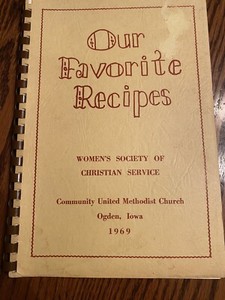 Our
Favorite
Recipes
WOMEN'S SOCIETY OF
CHRISTIAN SERVICE
Community United Methodist Church
Ogden, Iowa
1969